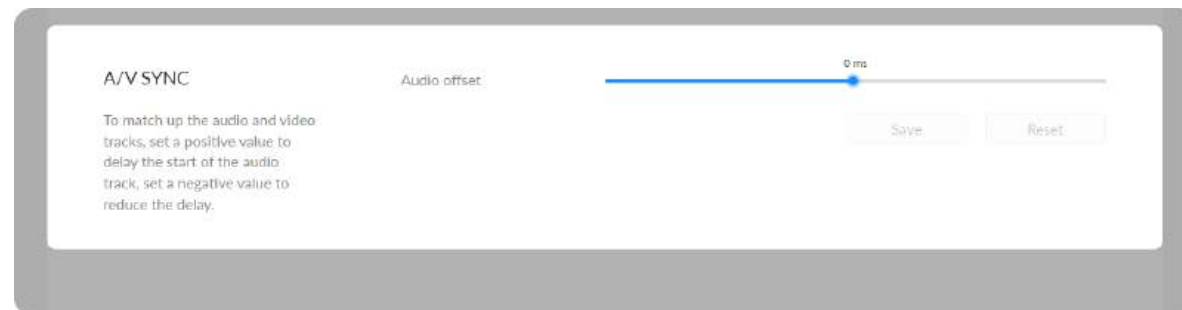 A/V SYNC
Audio offset
0 ms
To match up the audio and video
tracks, set a positive value to
delay the start of the audio
track, set a negative value to
reduce the delay.
Save
Reset